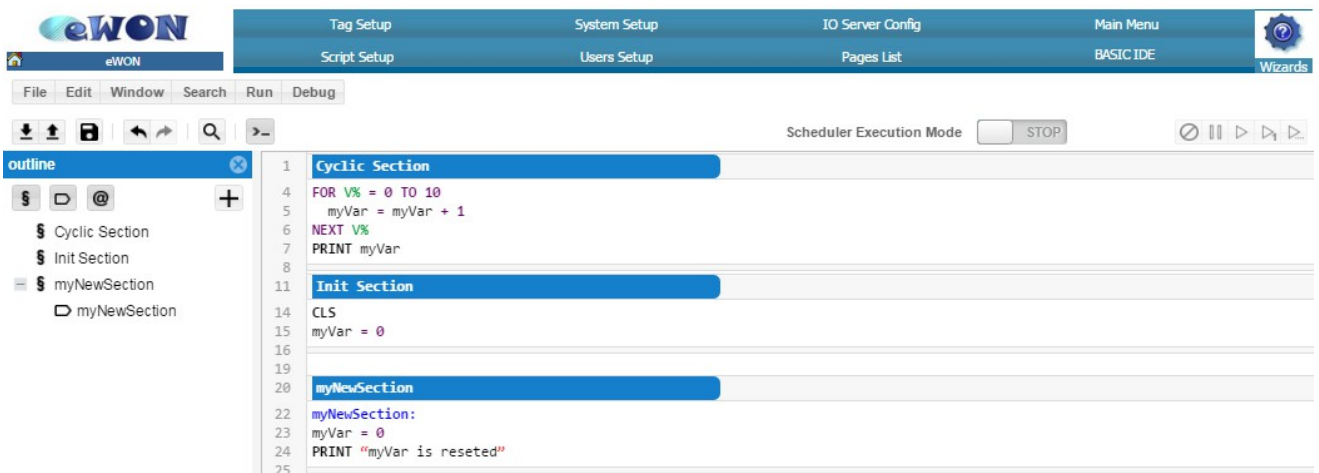 eWON
Tag Setup System Setup IO Server Config Main Menu
eWON Script Setup Users Setup Pages List BASIC IDE Wizards
File Edit Window Search Run Debug
Scheduler Execution Mode STOP
outline
§ @ +
§ Cyclic Section
§ Init Section
§ myNewSection
myNewSection
1 Cyclic Section
4 FOR V% = 0 TO 10
5 myVar = myVar + 1
6 NEXT V%
7 PRINT myVar
8
11 Init Section
14 CLS
15 myVar = 0
16
19
20 myNewSection
22 myNewSection:
23 myVar = 0
24 PRINT “myVar is reseted”
25